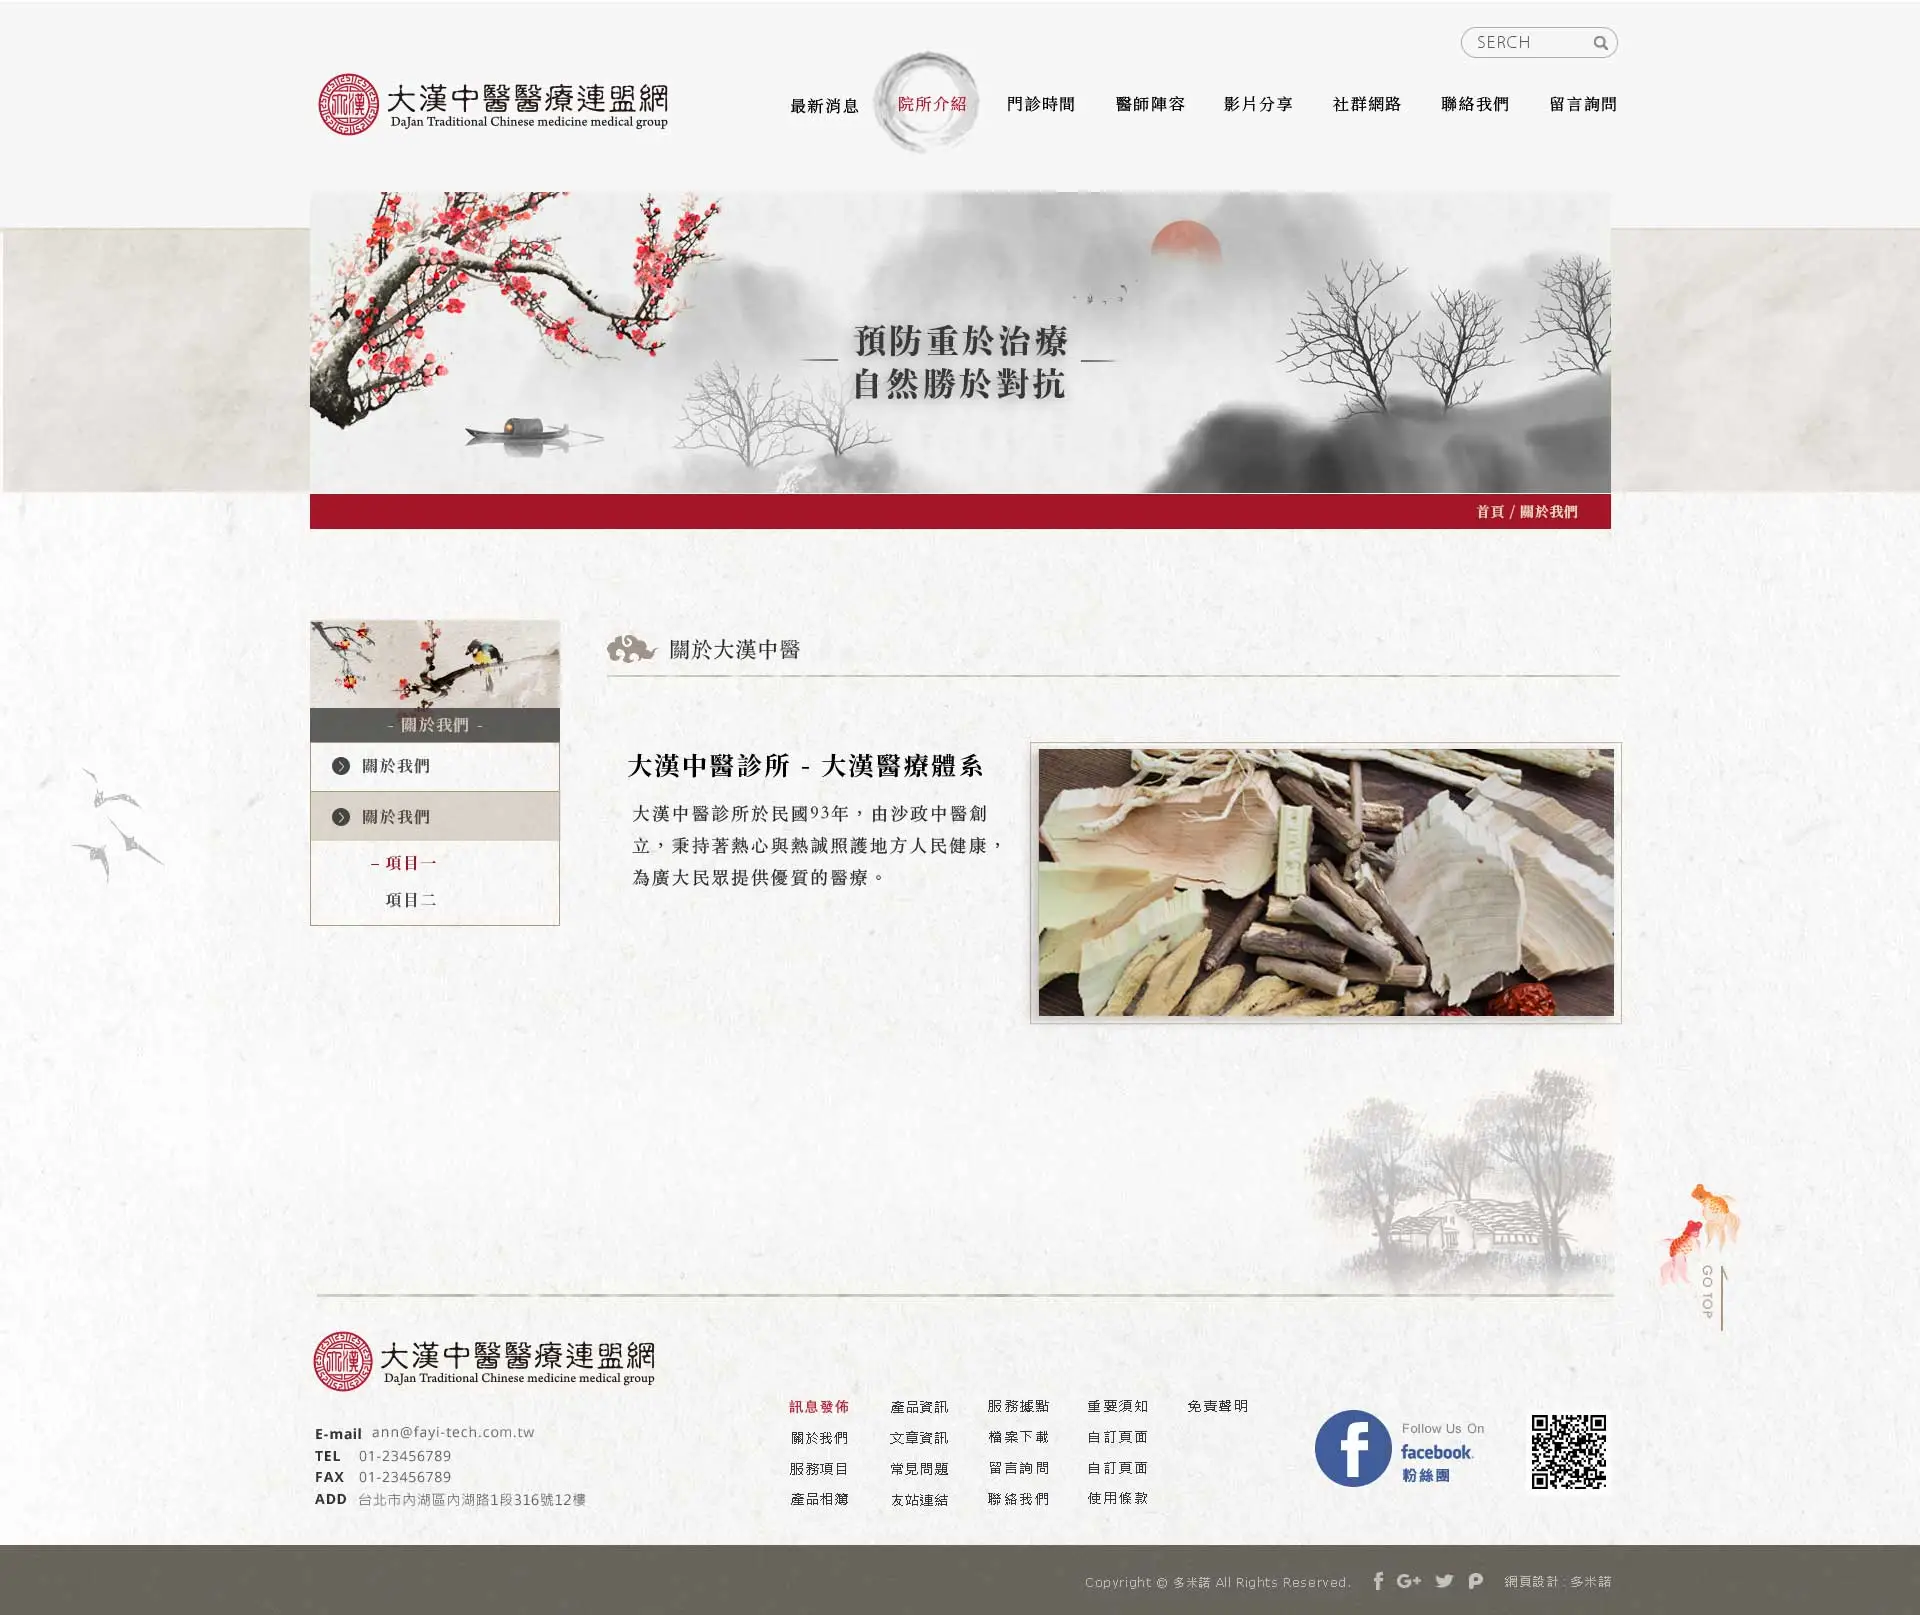 SERCH
大漢中醫醫療連盟網
DaJan Traditional Chinese medicine medical group
最新消息 院所介紹 門診時間 醫師陣容 影片分享 社群網路 聯絡我們 留言詢問
預防重於治療
自然勝於對抗
首頁 / 關於我們
- 關於我們 -
關於我們
關於我們
- 項目一
項目二
關於大漢中醫
大漢中醫診所 - 大漢醫療體系
大漢中醫診所於民國93年，由沙政中醫創
立，秉持著熱心與熱誠照護地方人民健康，
為廣大民眾提供優質的醫療。
GO TOP
大漢中醫醫療連盟網
DaJan Traditional Chinese medicine medical group
E-mail ann@fayi-tech.com.tw
TEL 01-23456789
FAX 01-23456789
ADD 台北市內湖區內湖路1段316號12樓
訊息發佈 產品資訊 服務據點 重要須知 免責聲明
關於我們 文章資訊 檔案下載 自訂頁面
服務項目 常見問題 留言詢問 自訂頁面
產品相簿 友站連結 聯絡我們 使用條款
Follow Us On
facebook.
粉絲團
Copyright © 多米諾 All Rights Reserved. 網頁設計 : 多米諾